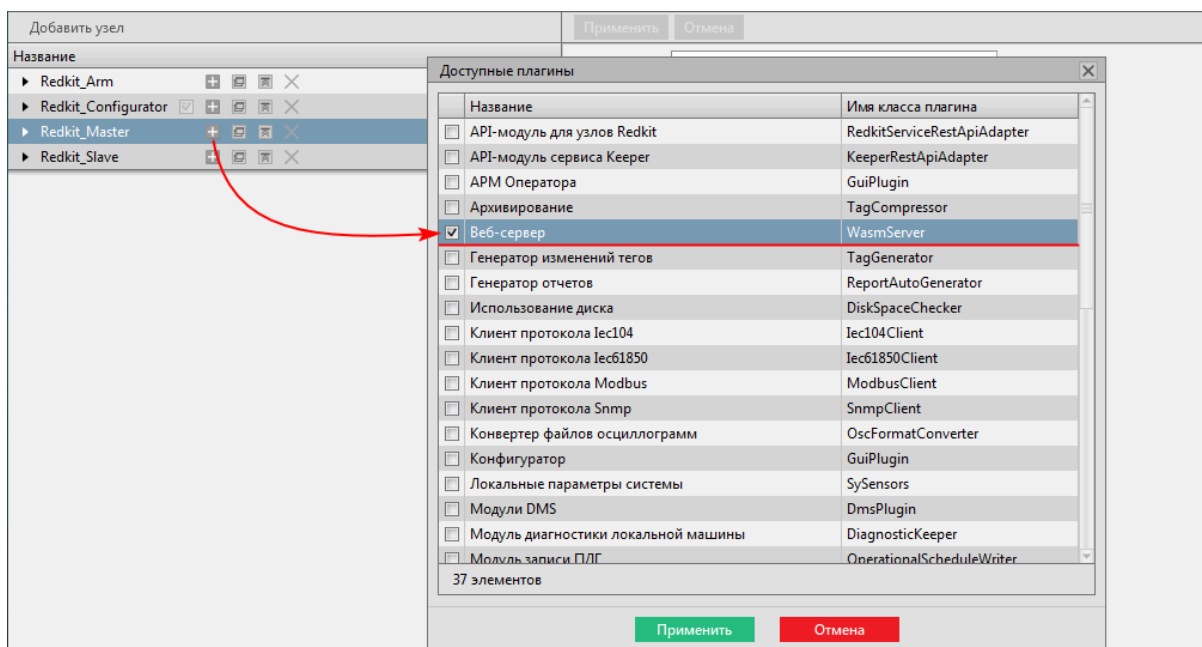 Добавить узел
Применить Отмена
Название
Redkit_Arm
Redkit_Configurator
Redkit_Master
Redkit_Slave
Доступные плагины
Название Имя класса плагина
API-модуль для узлов Redkit RedkitServiceRestApiAdapter
API-модуль сервиса Keeper KeeperRestApiAdapter
АРМ Оператора GuiPlugin
Архивирование TagCompressor
Веб-сервер WasmServer
Генератор изменений тегов TagGenerator
Генератор отчетов ReportAutoGenerator
Использование диска DiskSpaceChecker
Клиент протокола Iec104 Iec104Client
Клиент протокола Iec61850 Iec61850Client
Клиент протокола Modbus ModbusClient
Клиент протокола Snmp SnmpClient
Конвертер файлов осциллограмм OscFormatConverter
Конфигуратор GuiPlugin
Локальные параметры системы SySensors
Модули DMS DmsPlugin
Модуль диагностики локальной машины DiagnosticKeeper
Модуль записи ПДГ OperationalScheduleWriter
37 элементов
Применить Отмена